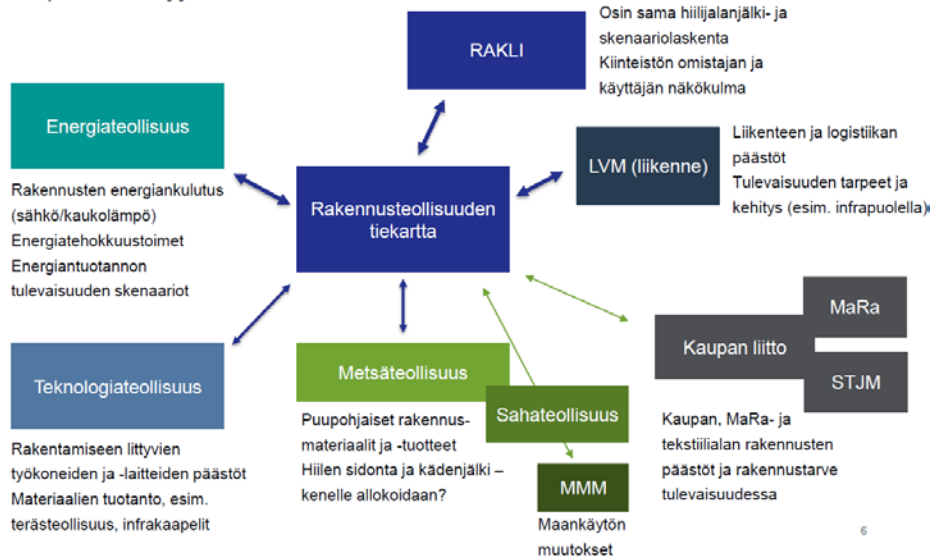 RAKLI
Osin sama hiilijalanjälki- ja
skenaariolaskenta
Kiinteistön omistajan ja
käyttäjän näkökulma
Energiateollisuus
Rakennusten energiankulutus
(sähkö/kaukolämpö)
Energiatehokkuustoimet
Energiantuotannon
tulevaisuuden skenaariot
Rakennusteollisuuden
tiekartta
LVM (liikenne)
Liikenteen ja logistiikan
päästöt
Tulevaisuuden tarpeet ja
kehitys (esim. infrapuolella)
Teknologiateollisuus
Rakentamiseen littyvien
työkoneiden ja -laitteiden päästöt
Materiaalien tuotanto, esim.
terästeollisuus, infrakaapelit
Metsäteollisuus
Sahateollisuus
Puupohjaiset rakennus-
materiaalit ja -tuotteet
Hiilen sidonta ja kädenjälki –
kenelle allokoidaan?
MMM
Maankäytön
muutokset
Kaupan liitto
MaRa
STJM
Kaupan, MaRa- ja
tekstiilialan rakennusten
päästöt ja rakennustarve
tulevaisuudessa
6